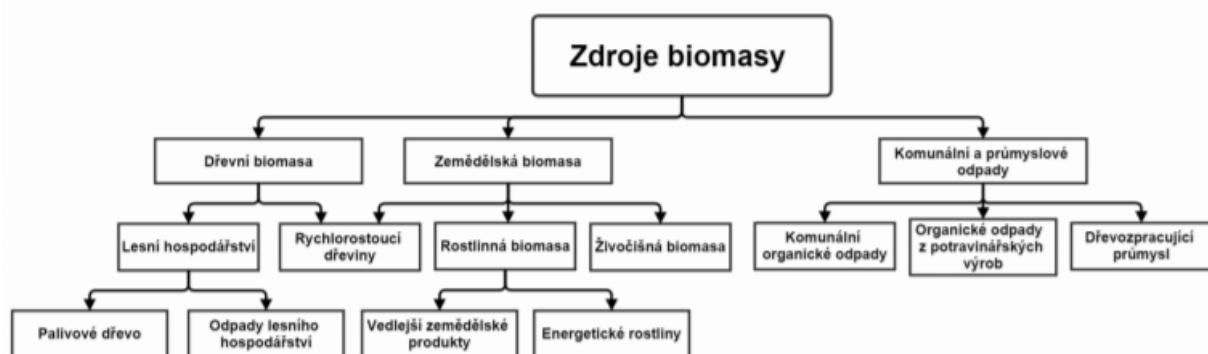 Zdroje biomasy
Dřevní biomasa
Zemědělská biomasa
Komunální a průmyslové
odpady
Lesní hospodářství
Rychlorostoucí
dřeviny
Rostlinná biomasa
Živočišná biomasa
Komunální
organické odpady
Organické odpady
z potravinářských
výrob
Dřevozpracující
průmysl
Palivové dřevo
Odpady lesního
hospodářství
Vedlejší zemědělské
produkty
Energetické rostliny